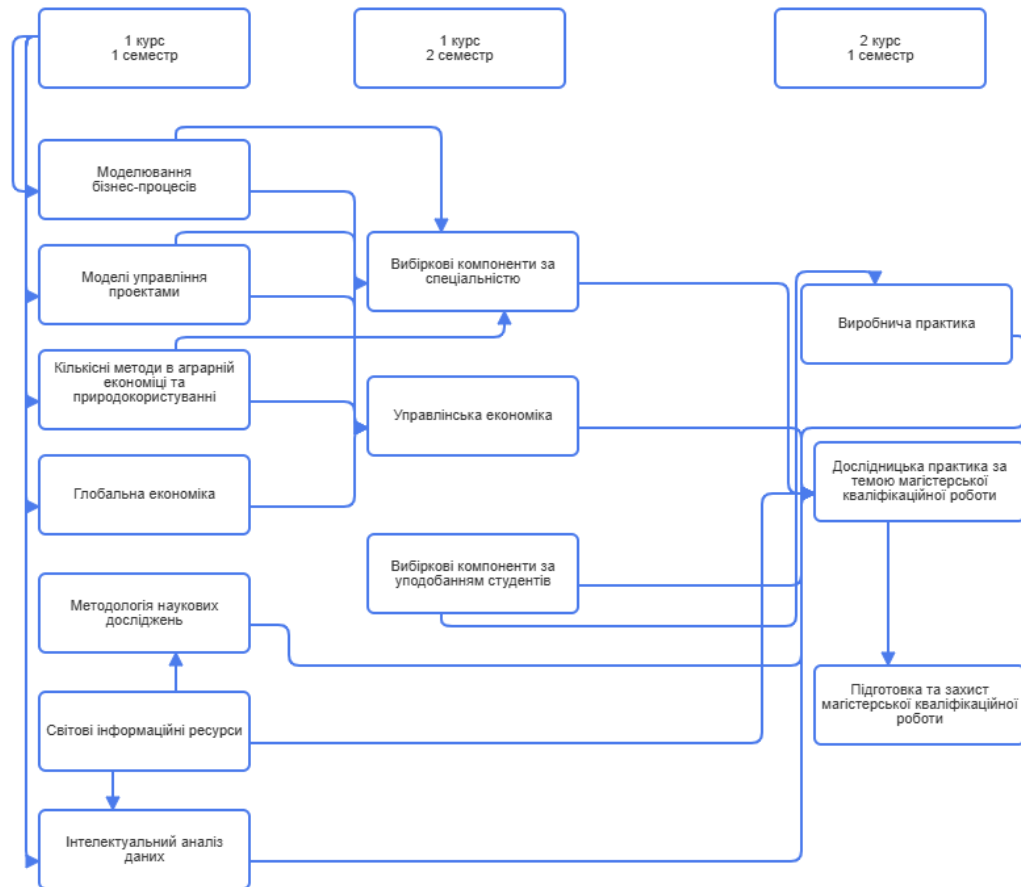 1 курс
1 семестр
1 курс
2 семестр
2 курс
1 семестр
Моделювання
бізнес-процесів
Моделі управління
проектами
Кількісні методи в аграрній
економіці та
природокористуванні
Глобальна економіка
Методологія наукових
досліджень
Світові інформаційні ресурси
Інтелектуальний аналіз
даних
Вибіркові компоненти за
спеціальністю
Управлінська економіка
Вибіркові компоненти за
уподобанням студентів
Виробнича практика
Дослідницька практика за
темою магістерської
кваліфікаційної роботи
Підготовка та захист
магістерської кваліфікаційної
роботи